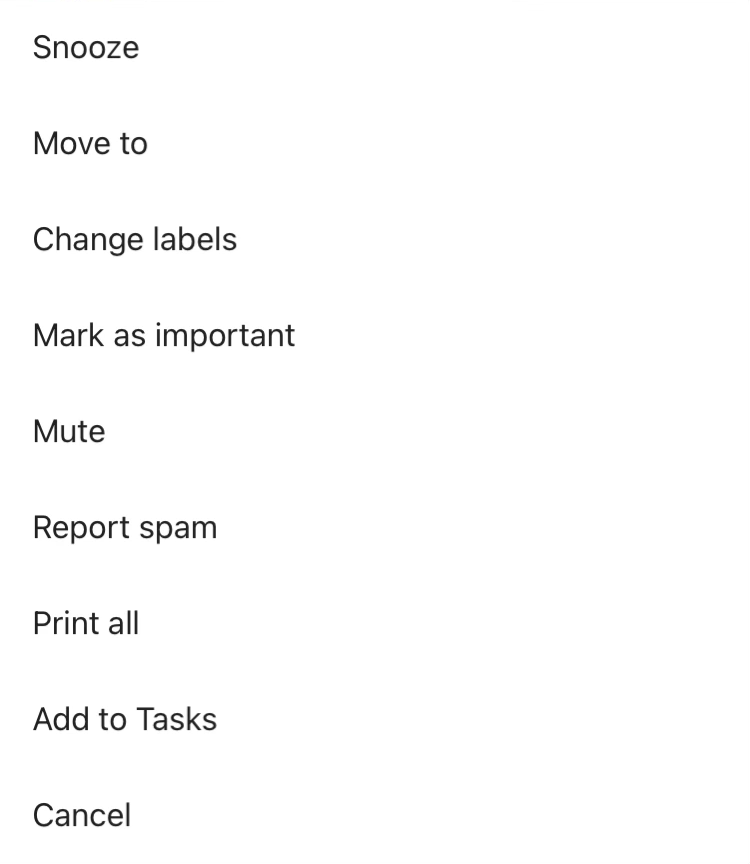 Snooze
Move to
Change labels
Mark as important
Mute
Report spam
Print all
Add to Tasks
Cancel